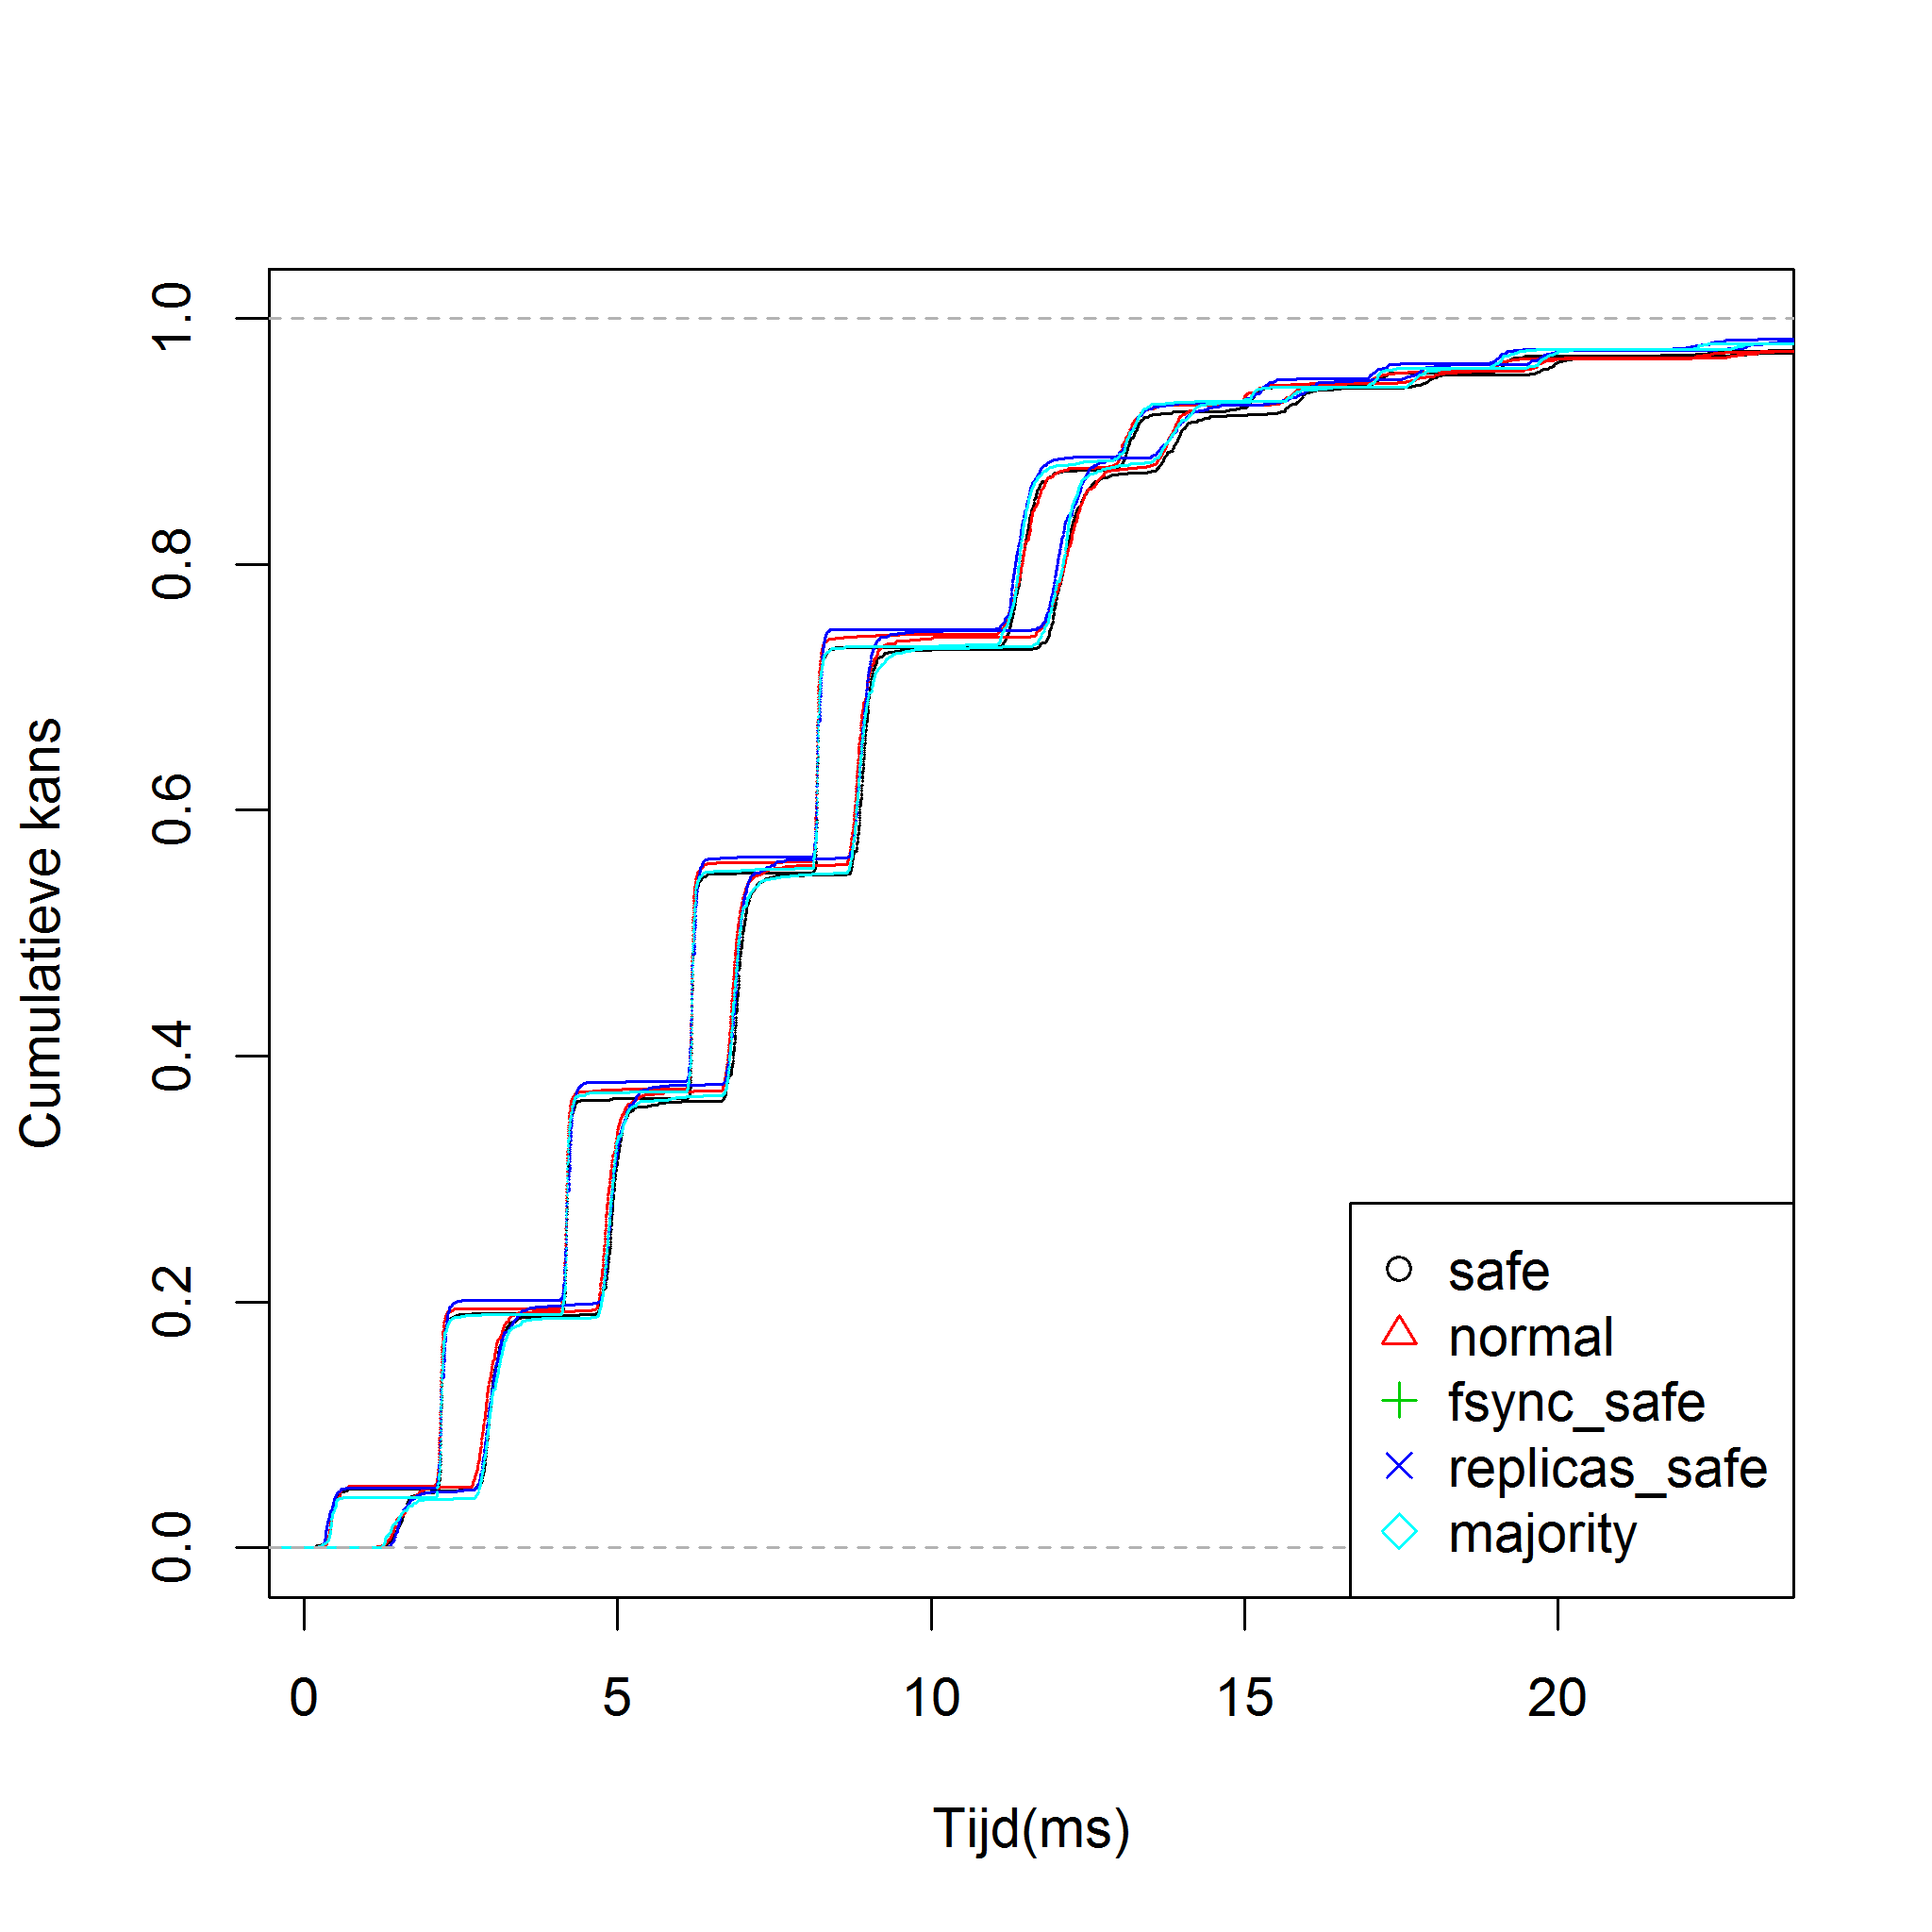 Cumulatieve kans
1.0
0.8
0.6
0.4
0.2
0.0
safe
normal
fsync_safe
replicas_safe
majority
0 5 10 15 20
Tijd(ms)